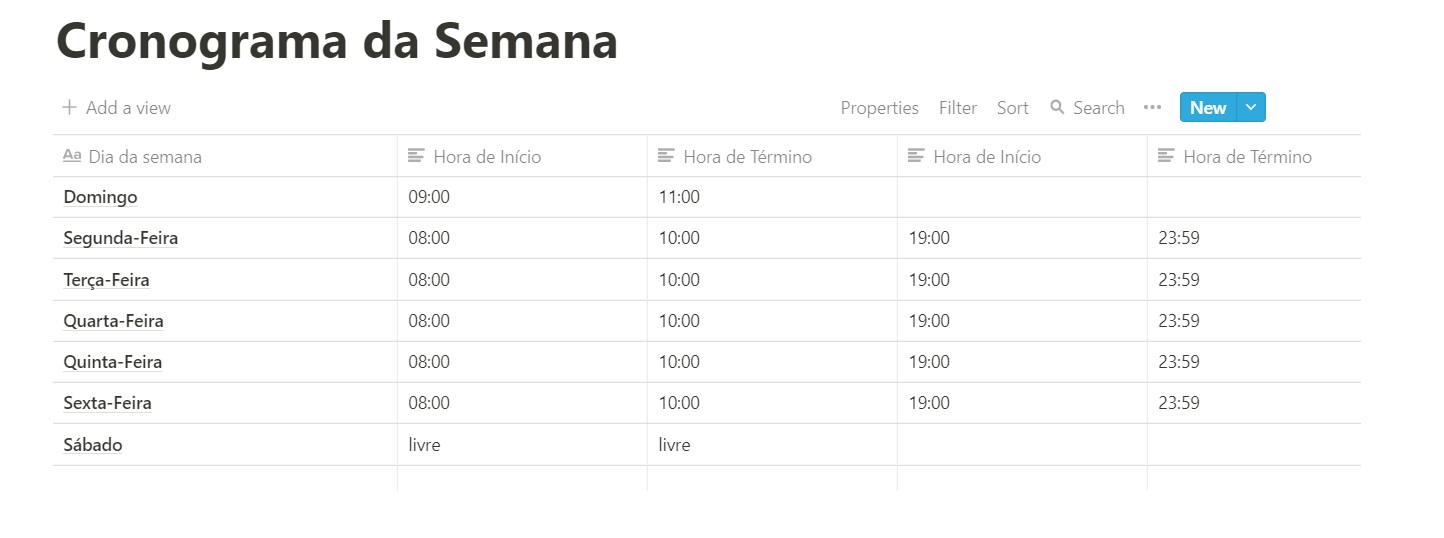 Cronograma da Semana
Add a view Properties Filter Sort Search New
Aa Dia da semana Hora de Início Hora de Término Hora de Início Hora de Término
Domingo 09:00 11:00
Segunda-Feira 08:00 10:00 19:00 23:59
Terça-Feira 08:00 10:00 19:00 23:59
Quarta-Feira 08:00 10:00 19:00 23:59
Quinta-Feira 08:00 10:00 19:00 23:59
Sexta-Feira 08:00 10:00 19:00 23:59
Sábado livre livre